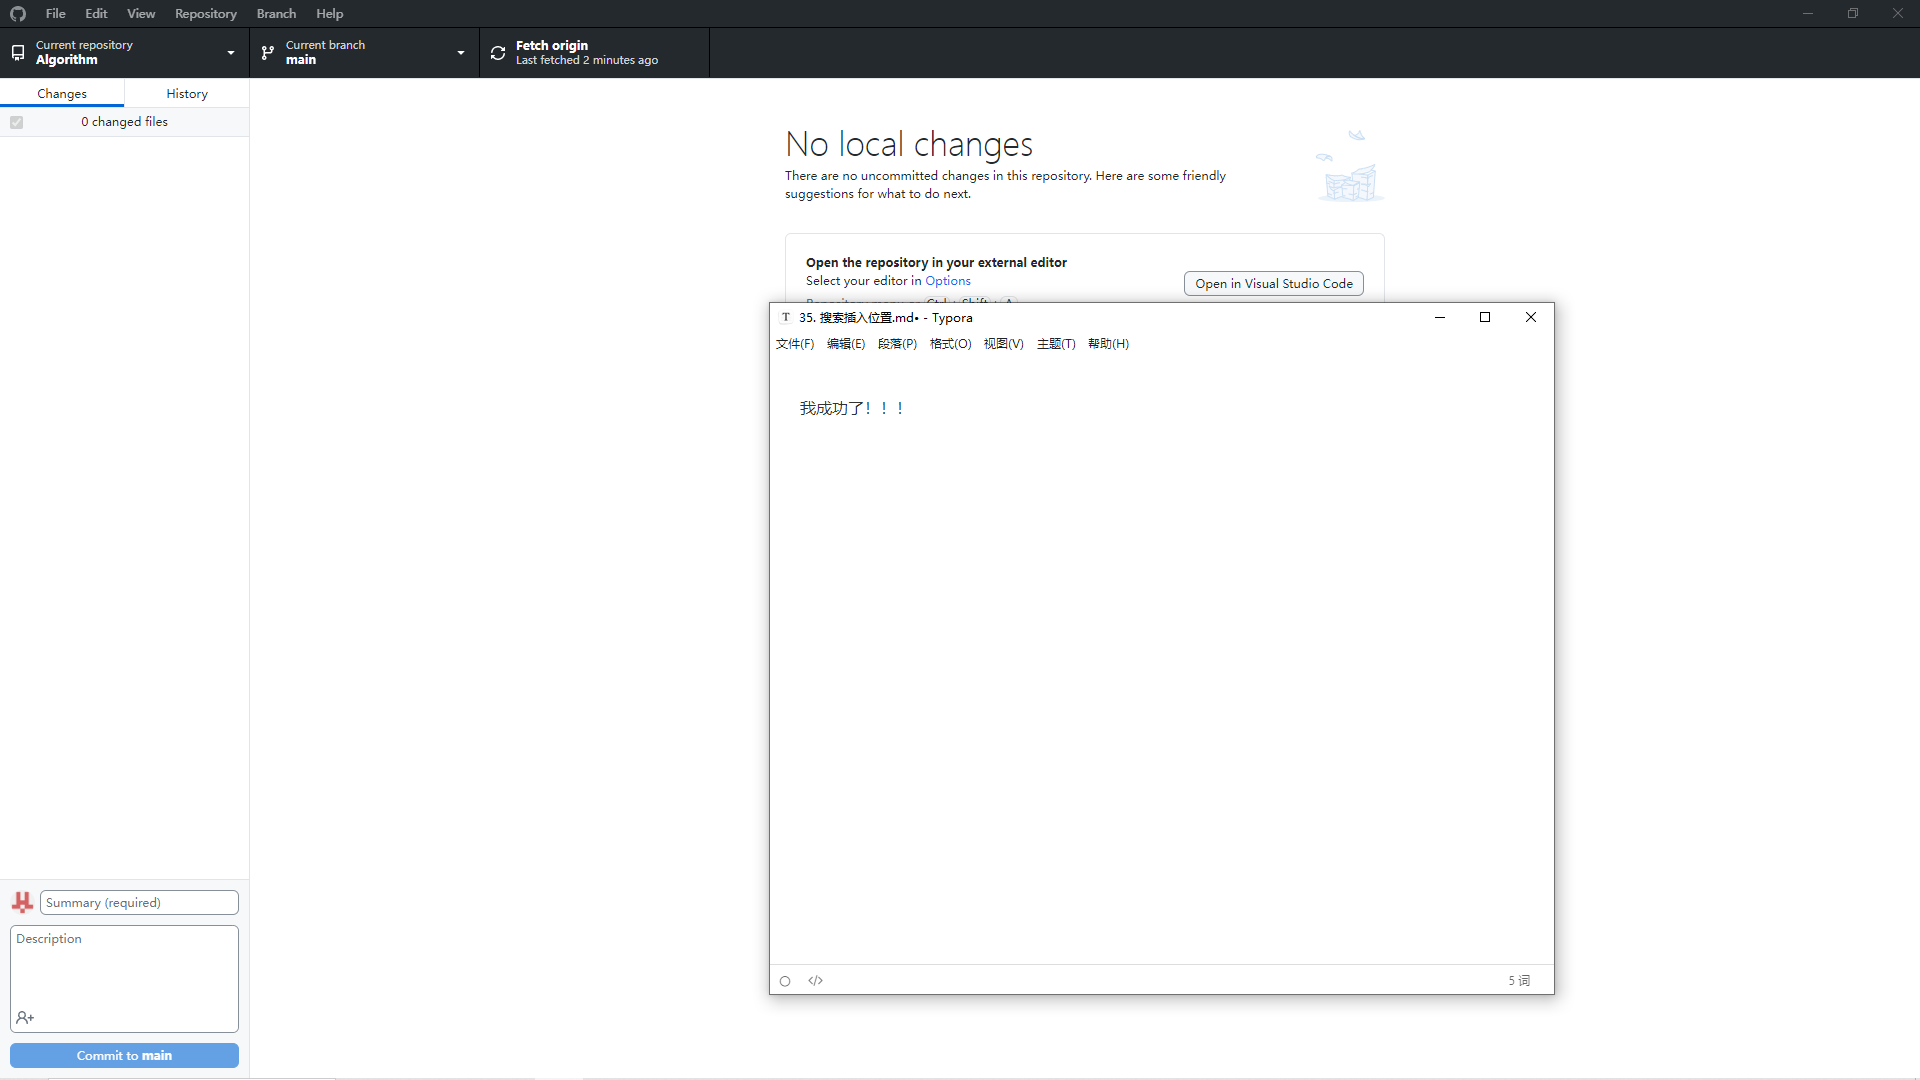 File Edit View Repository Branch Help
Current repository
Algorithm
Current branch
main
Fetch origin
Last fetched 2 minutes ago
Changes History
0 changed files
No local changes
There are no uncommitted changes in this repository. Here are some friendly
suggestions for what to do next.
Open the repository in your external editor
Select your editor in Options
Open in Visual Studio Code
Repository menu or Ctrl + Shift + A
T 35. 搜索插入位置.md• - Typora
文件(F) 编辑(E) 段落(P) 格式(O) 视图(V) 主题(T) 帮助(H)
我成功了！！！
</> 5 词
Summary (required)
Description
Commit to main